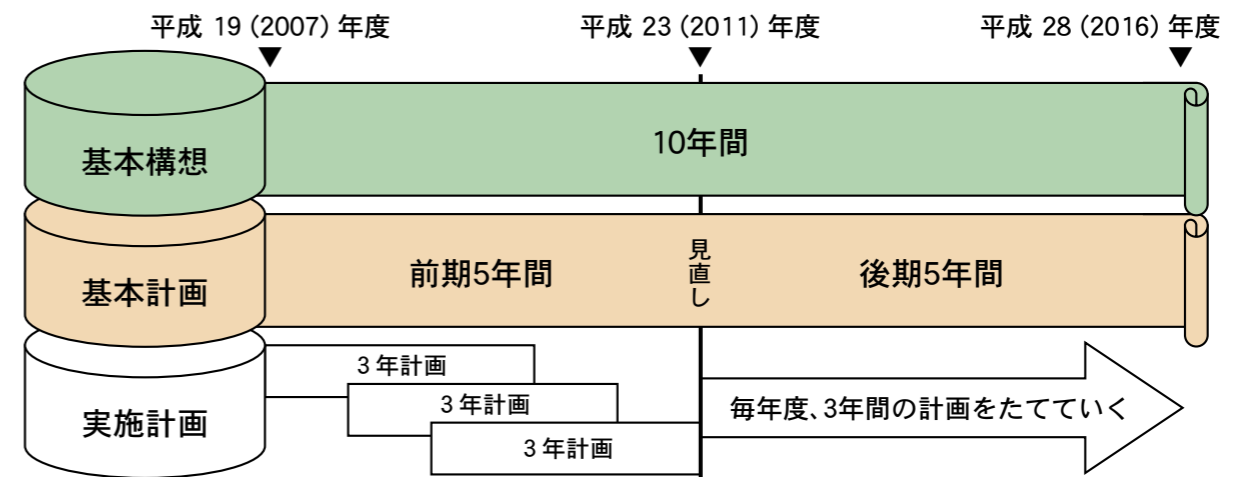 平成 19（2007）年度
平成 23（2011）年度
平成 28（2016）年度
基本構想
10年間
基本計画
前期5年間
見直し
後期5年間
実施計画
3 年計画
3 年計画
3 年計画
毎年度、3年間の計画をたてていく